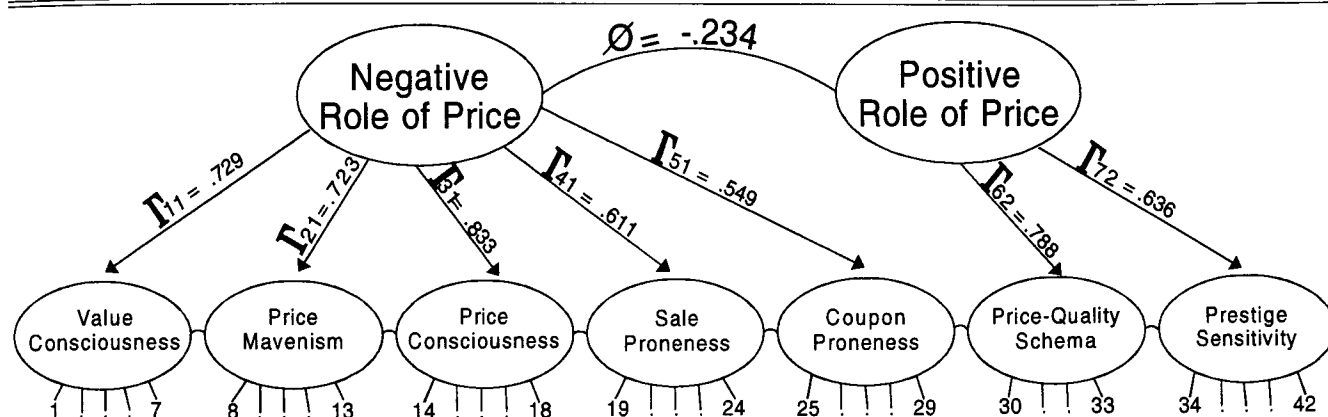 Ø = -.234
Negative
Role of Price
Positive
Role of Price
Γ11 = .729
Γ21 = .723
Γ31 = .833
Γ41 = .611
Γ51 = .549
Γ62 = .788
Γ72 = .636
Value
Consciousness
Price
Mavenism
Price
Consciousness
Sale
Proneness
Coupon
Proneness
Price-Quality
Schema
Prestige
Sensitivity
1 . . . 7
8 . . . 13
14 . . . 18
19 . . . 24
25 . . . 29
30 . . 33
34 . . . 42